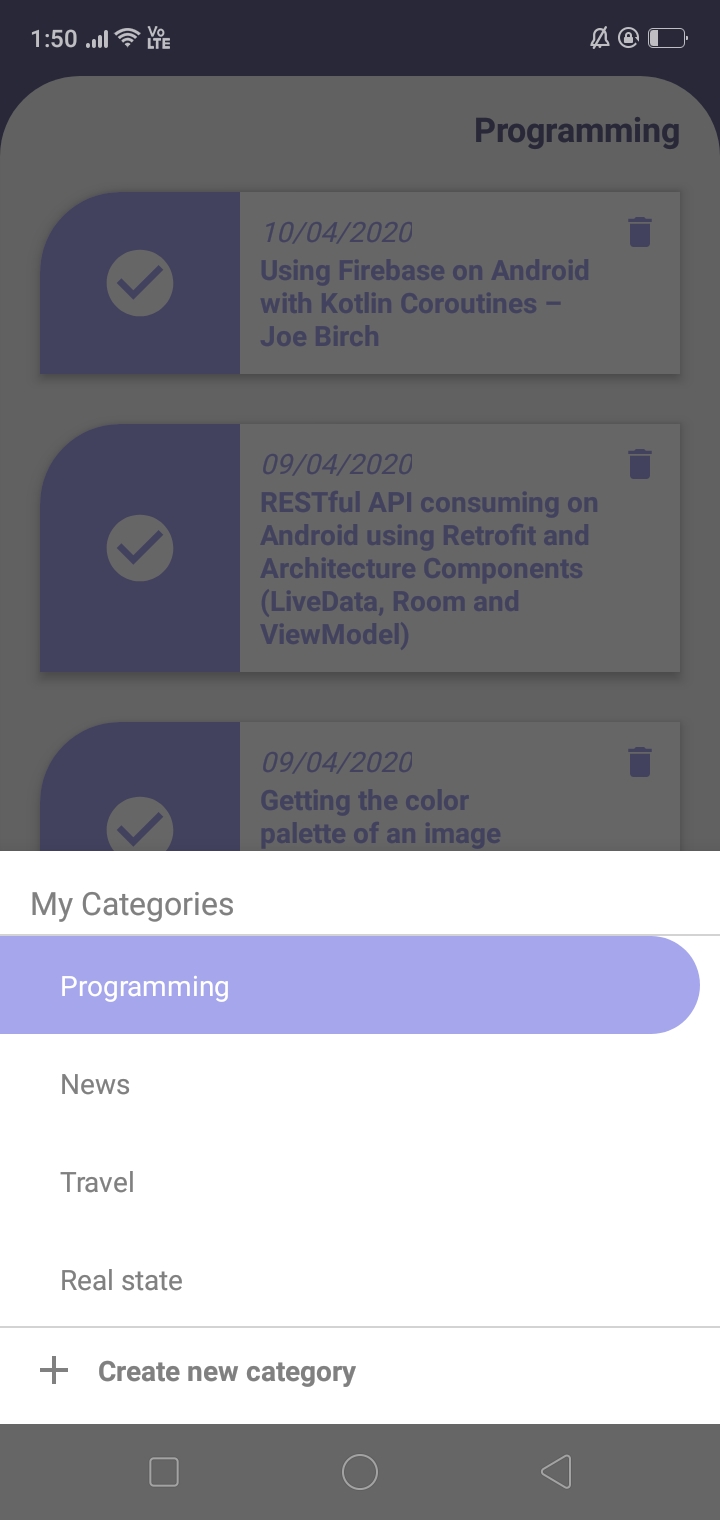 1:50 Vo LTE
Programming
10/04/2020
Using Firebase on Android
with Kotlin Coroutines –
Joe Birch
09/04/2020
RESTful API consuming on
Android using Retrofit and
Architecture Components
(LiveData, Room and
ViewModel)
09/04/2020
Getting the color
palette of an image
My Categories
Programming
News
Travel
Real state
Create new category